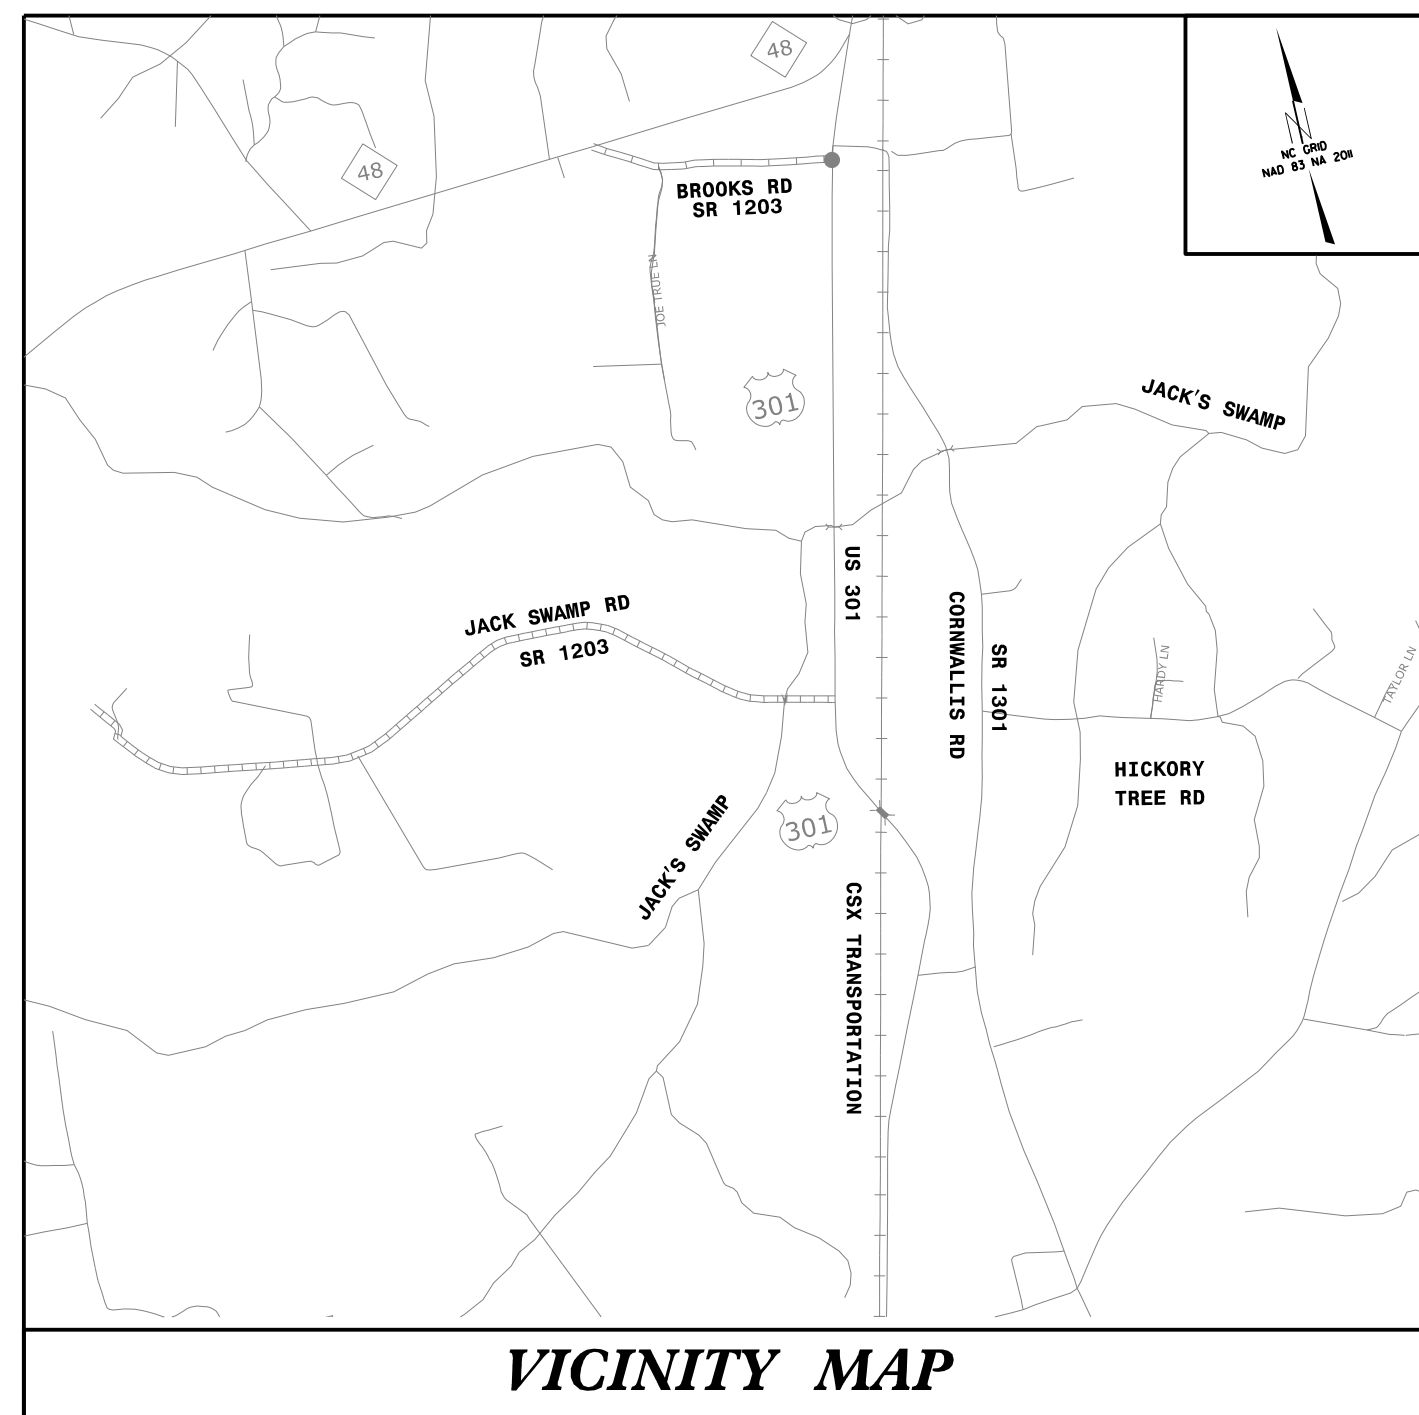 48
48
NC GRID
NAD 83 NA 2011
BROOKS RD
SR 1203
JOE TRUE LN
301
JACK'S SWAMP
US 301
JACK SWAMP RD
SR 1203
CORNWALLIS RD
SR 1301
HARDY LN
TAYLOR LN
HICKORY
TREE RD
301
JACK'S SWAMP
CSX TRANSPORTATION
VICINITY MAP